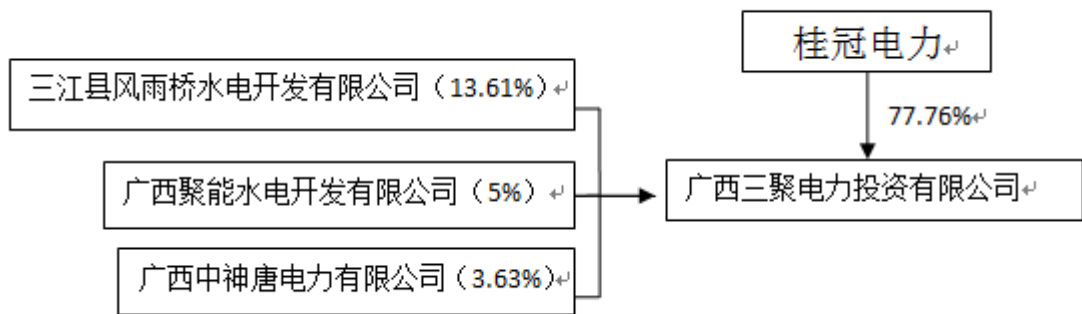 桂冠电力
三江县风雨桥水电开发有限公司（13.61%）
77.76%
广西聚能水电开发有限公司（5%）
广西三聚电力投资有限公司
广西中神唐电力有限公司（3.63%）